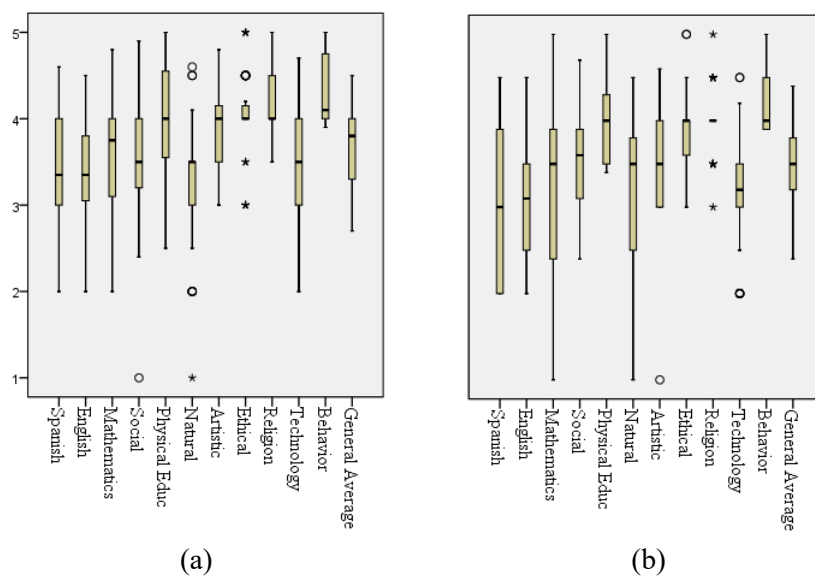 5
4
3
2
1
Spanish
English
Mathematics
Social
Physical Educ
Natural
Artistic
Ethical
Religion
Technology
Behavior
General Average
(a)
Spanish
English
Mathematics
Social
Physical Educ
Natural
Artistic
Ethical
Religion
Technology
Behavior
General Average
(b)